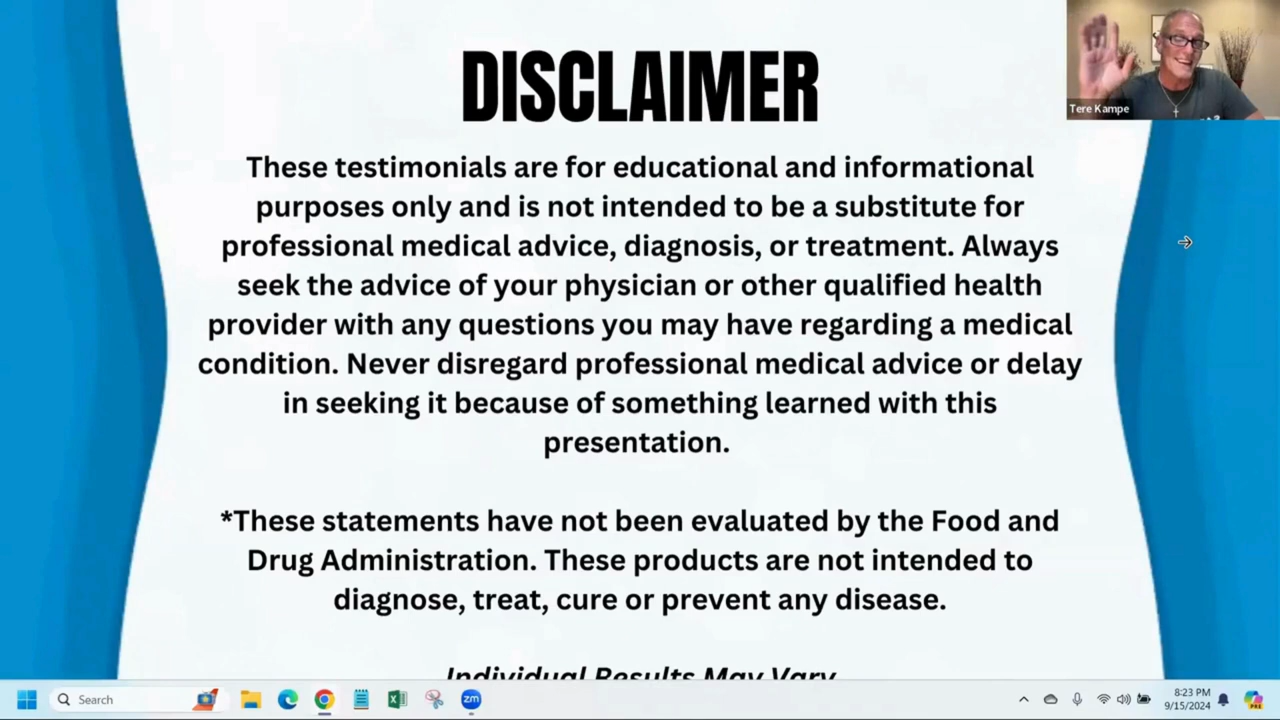 DISCLAIMER
Tere Kampe
These testimonials are for educational and informational
purposes only and is not intended to be a substitute for
professional medical advice, diagnosis, or treatment. Always
seek the advice of your physician or other qualified health
provider with any questions you may have regarding a medical
condition. Never disregard professional medical advice or delay
in seeking it because of something learned with this
presentation.
*These statements have not been evaluated by the Food and
Drug Administration. These products are not intended to
diagnose, treat, cure or prevent any disease.
Individual Results May Vary
Search
zm
8:23 PM
9/15/2024
PRE